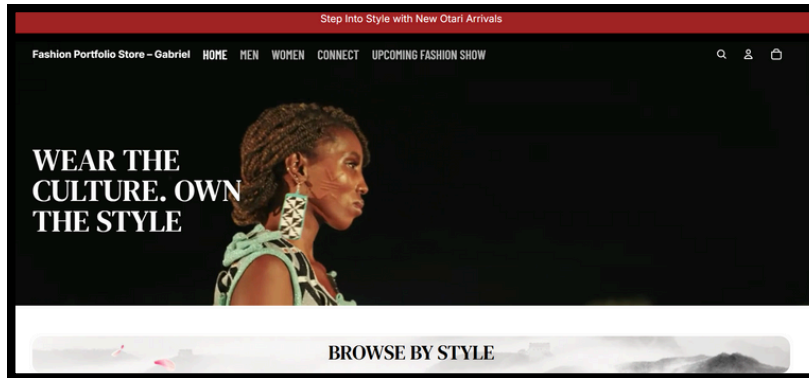 Step Into Style with New Otari Arrivals
Fashion Portfolio Store – Gabriel HOME MEN WOMEN CONNECT UPCOMING FASHION SHOW
WEAR THE
CULTURE. OWN
THE STYLE
BROWSE BY STYLE